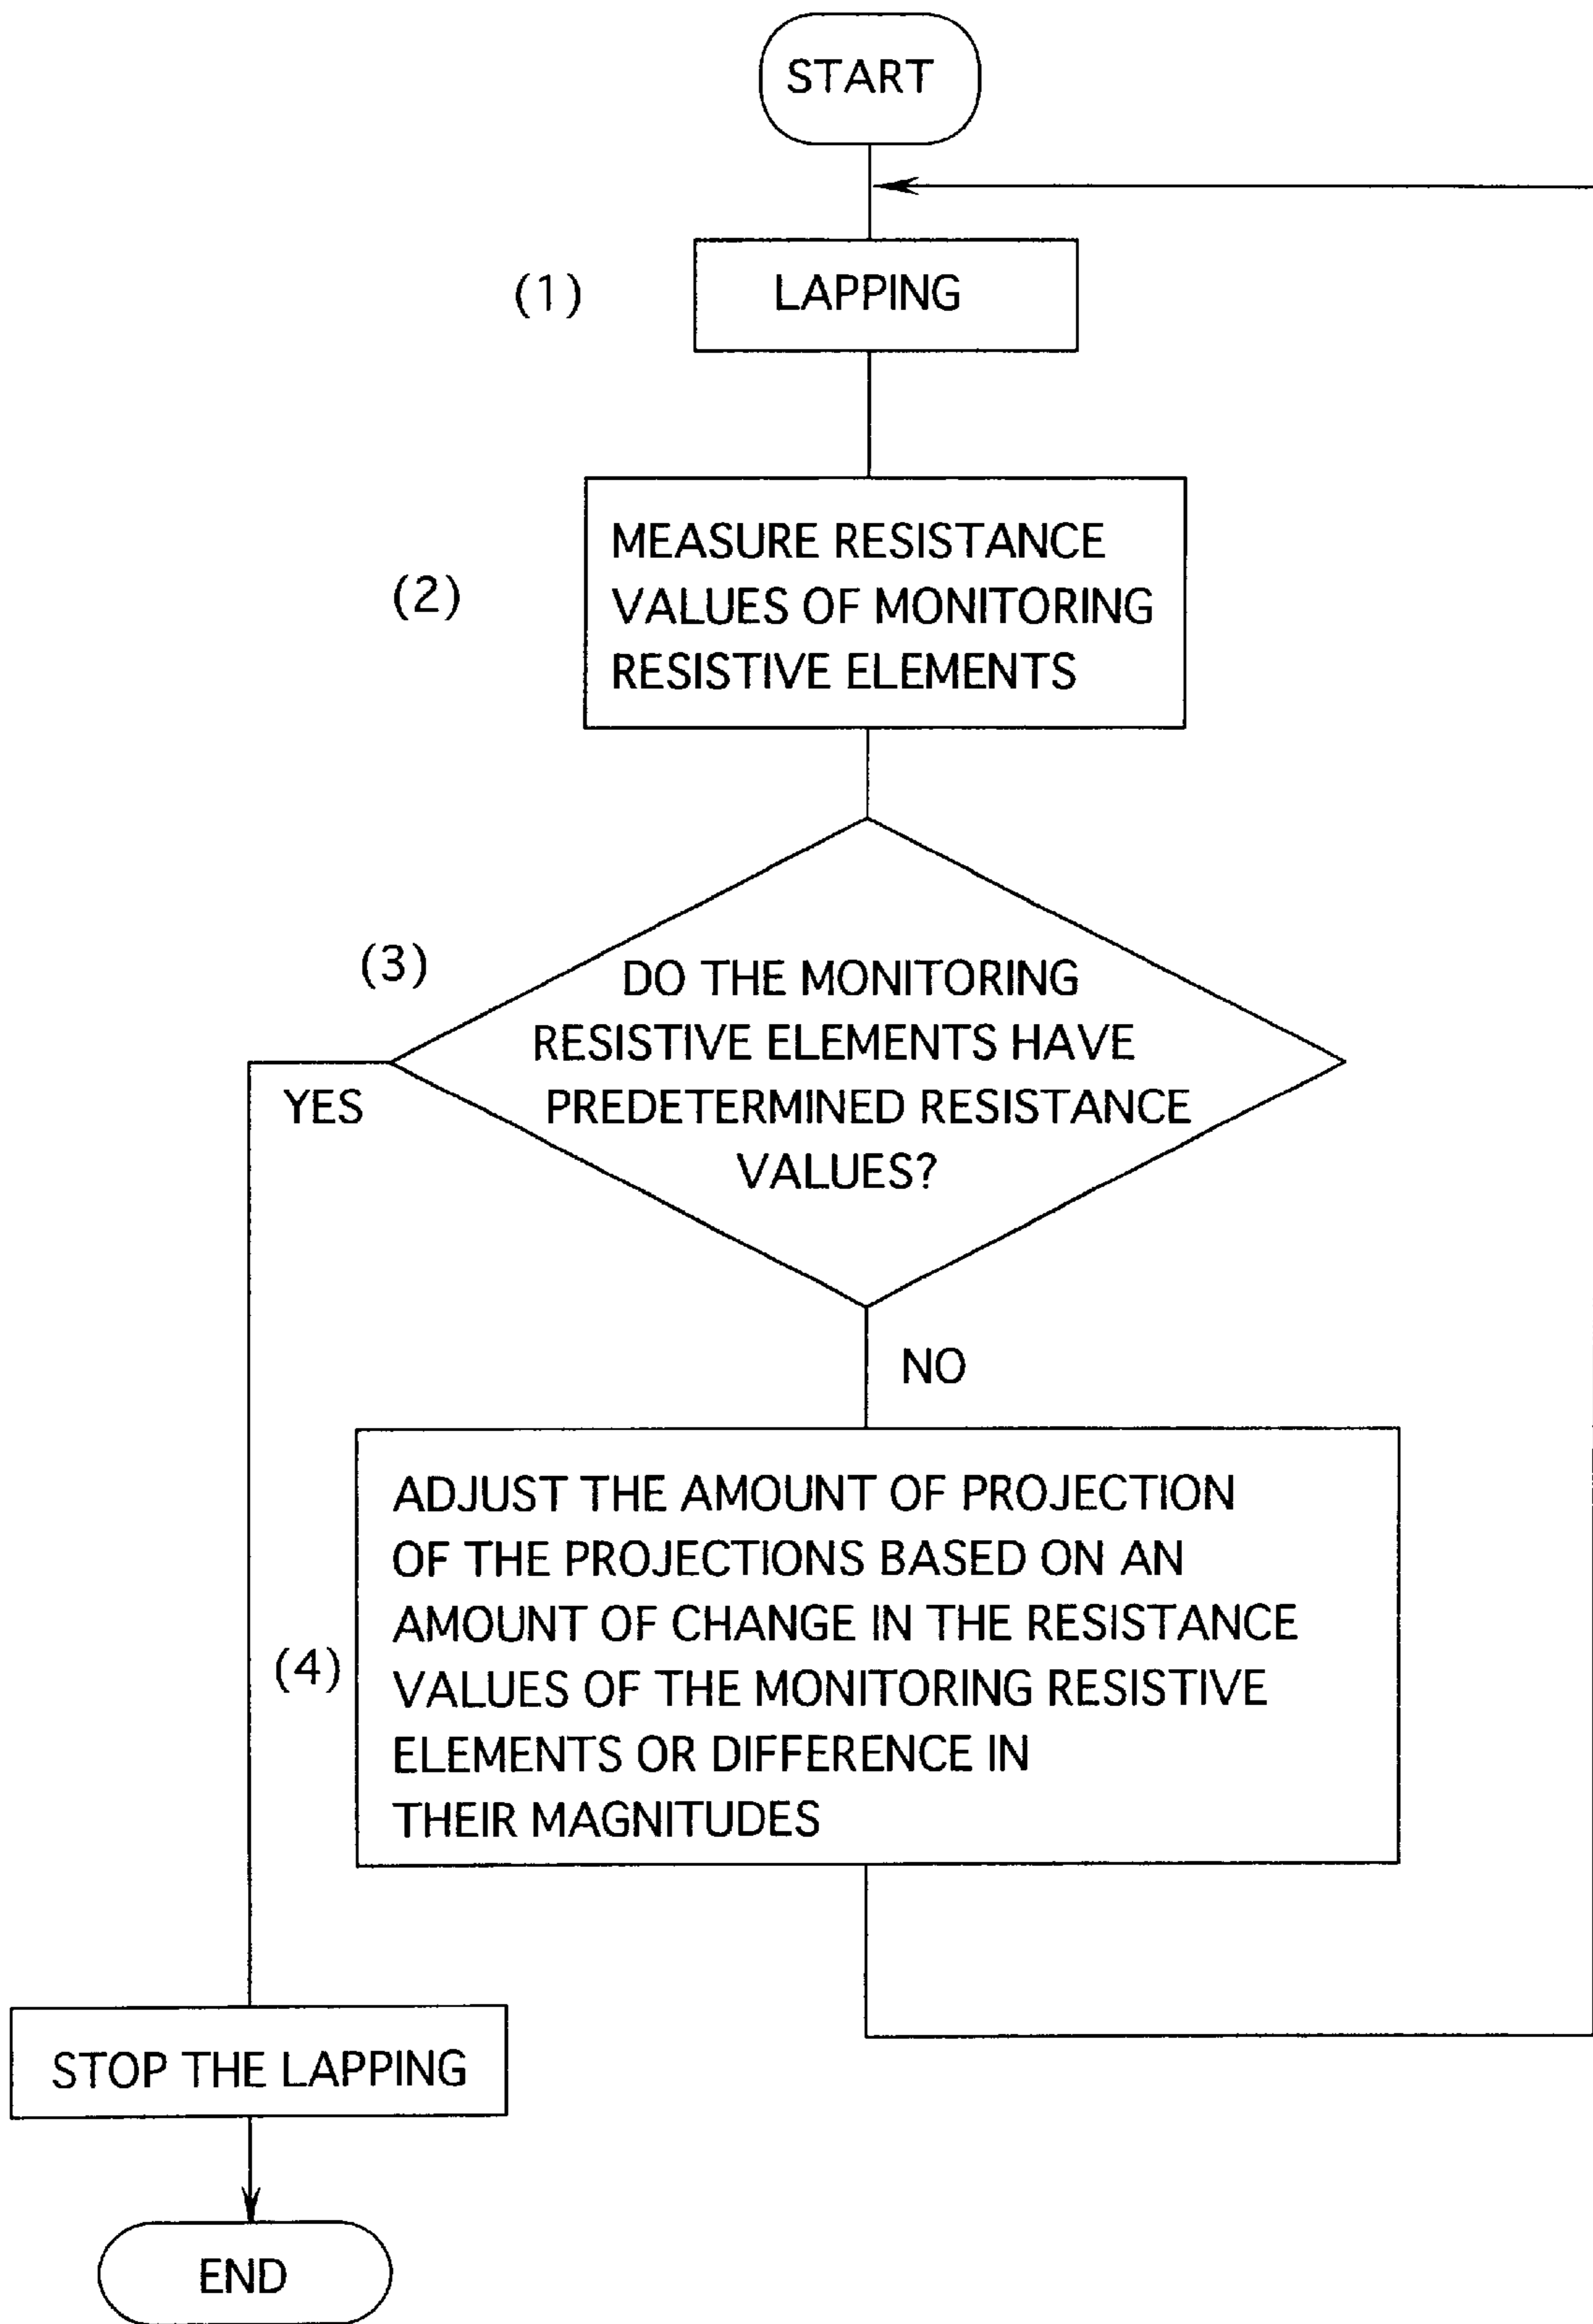 START
(1)
LAPPING
(2)
MEASURE RESISTANCE
VALUES OF MONITORING
RESISTIVE ELEMENTS
(3)
DO THE MONITORING
RESISTIVE ELEMENTS HAVE
PREDETERMINED RESISTANCE
VALUES?
YES
NO
(4)
ADJUST THE AMOUNT OF PROJECTION
OF THE PROJECTIONS BASED ON AN
AMOUNT OF CHANGE IN THE RESISTANCE
VALUES OF THE MONITORING RESISTIVE
ELEMENTS OR DIFFERENCE IN
THEIR MAGNITUDES
STOP THE LAPPING
END